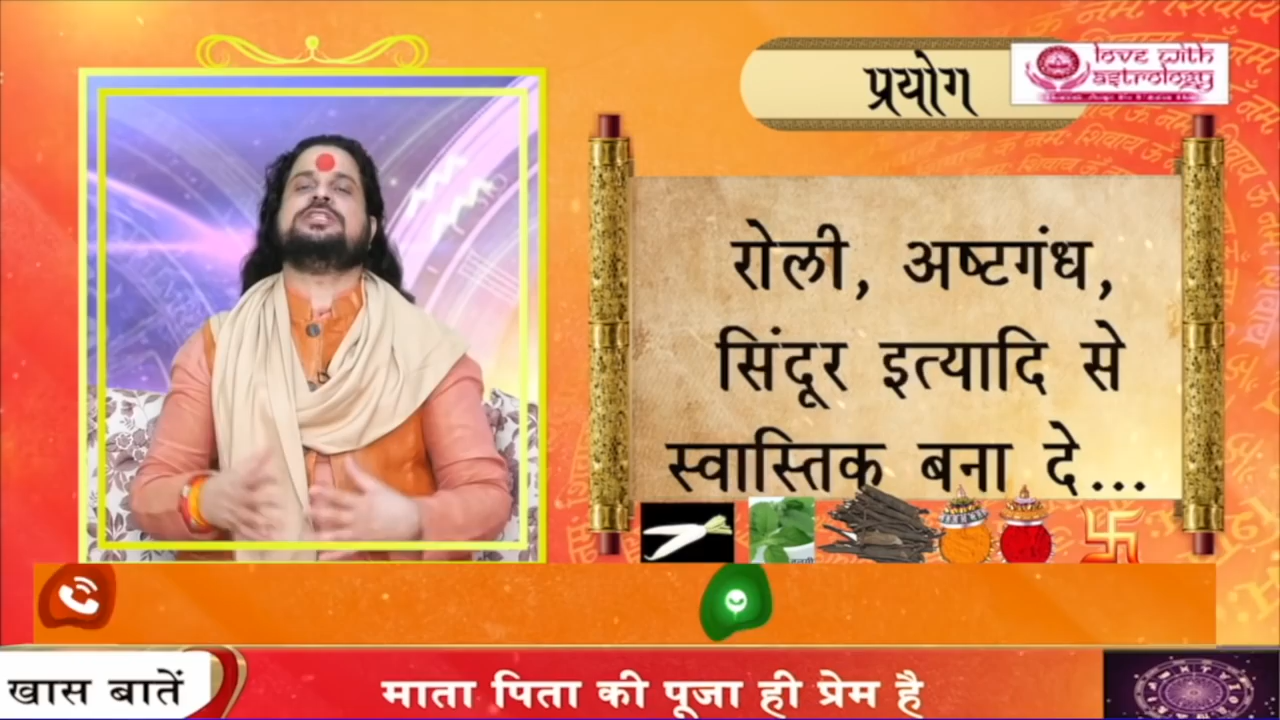 प्रयोग
love with
astrology
रोली, अष्टगंध,
सिंदूर इत्यादि से
स्वास्तिक बना दे...
खास बातें
माता पिता की पूजा ही प्रेम है